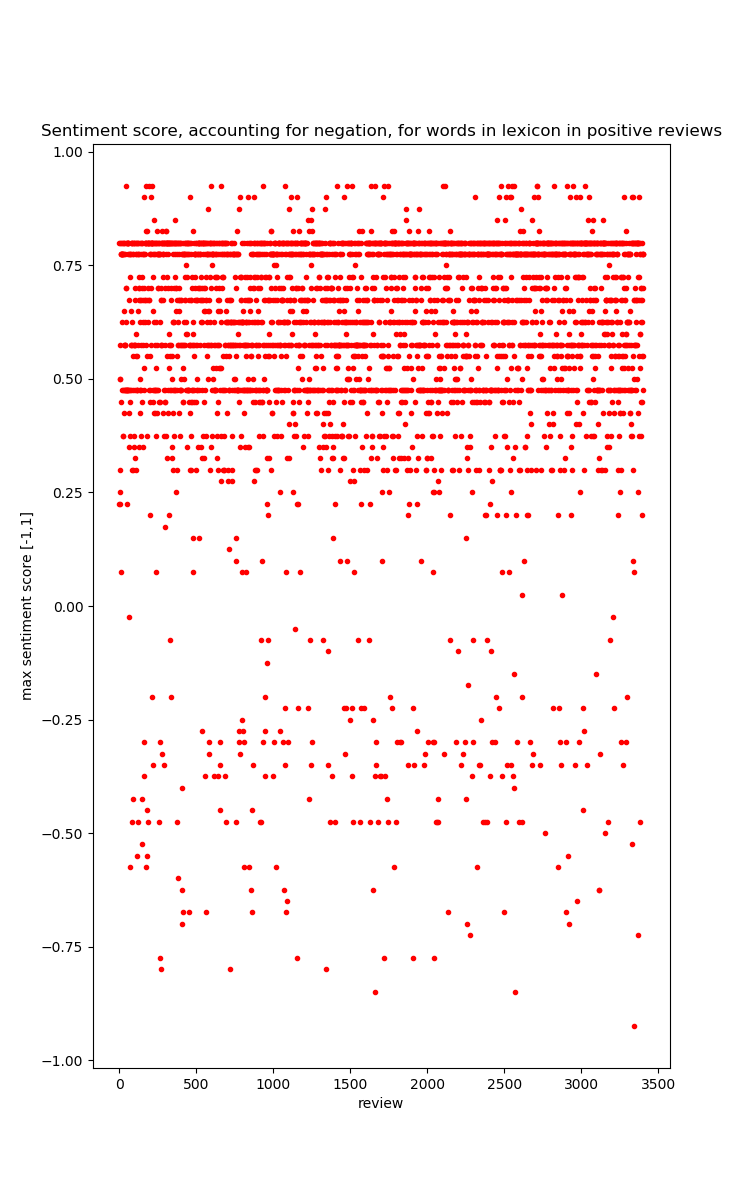 Sentiment score, accounting for negation, for words in lexicon in positive reviews
1.00
0.75
0.50
0.25
0.00
−0.25
−0.50
−0.75
−1.00
max sentiment score [-1,1]
0 500 1000 1500 2000 2500 3000 3500
review